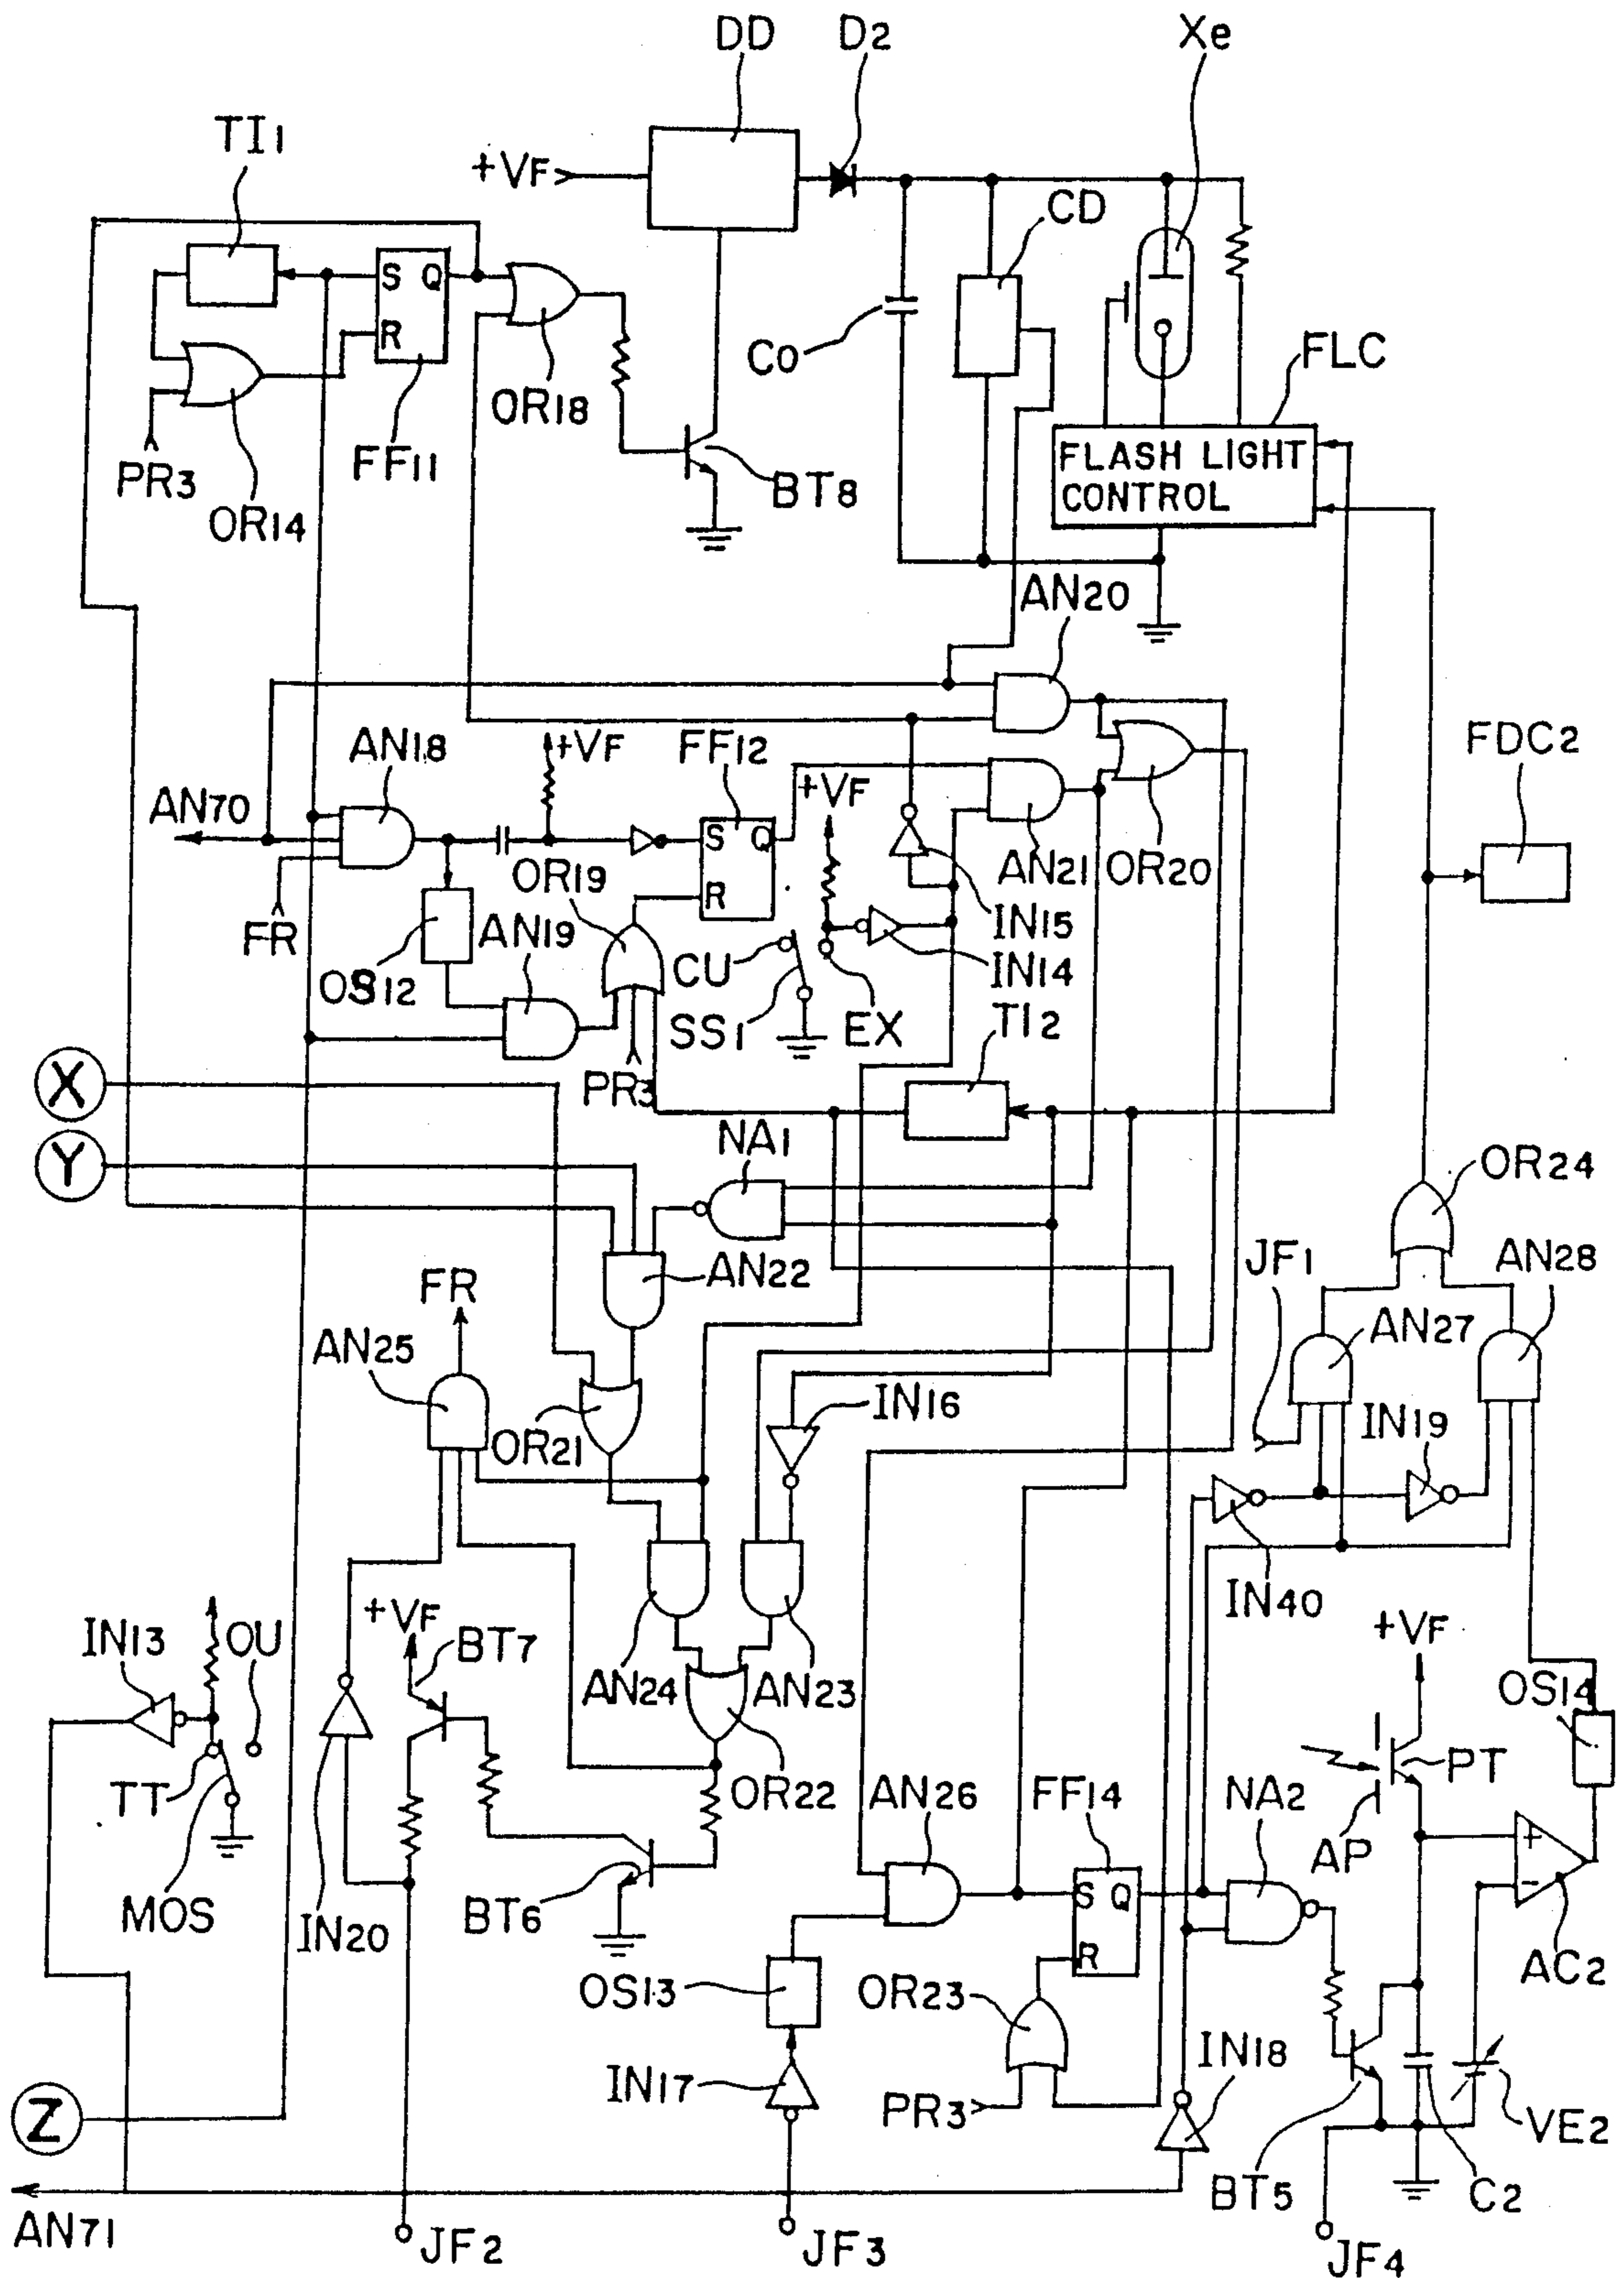 DD
D2
Xe
TI1
+VF
CD
S Q
R
C0
FLC
OR18
FF11
PR3
OR14
BT8
FLASH LIGHT
CONTROL
AN20
AN18
+VF
FF12
FDC2
+VF
AN70
S Q
R
OR19
AN21
OR20
FR
AN19
IN15
CU
IN14
OS12
SS1
EX
TI2
X
PR3
NA1
Y
OR24
JF1
AN28
FR
AN22
AN27
AN25
IN16
IN19
OR21
IN40
+VF
IN13
OU
BT7
+VF
AN24
AN23
OS14
PT
TT
OR22
AN26
FF14
NA2
AP
S Q
R
+
-
MOS
BT6
IN20
AC2
OS13
OR23
IN18
IN17
Z
PR3
VE2
BT5
C2
AN71
JF2
JF3
JF4